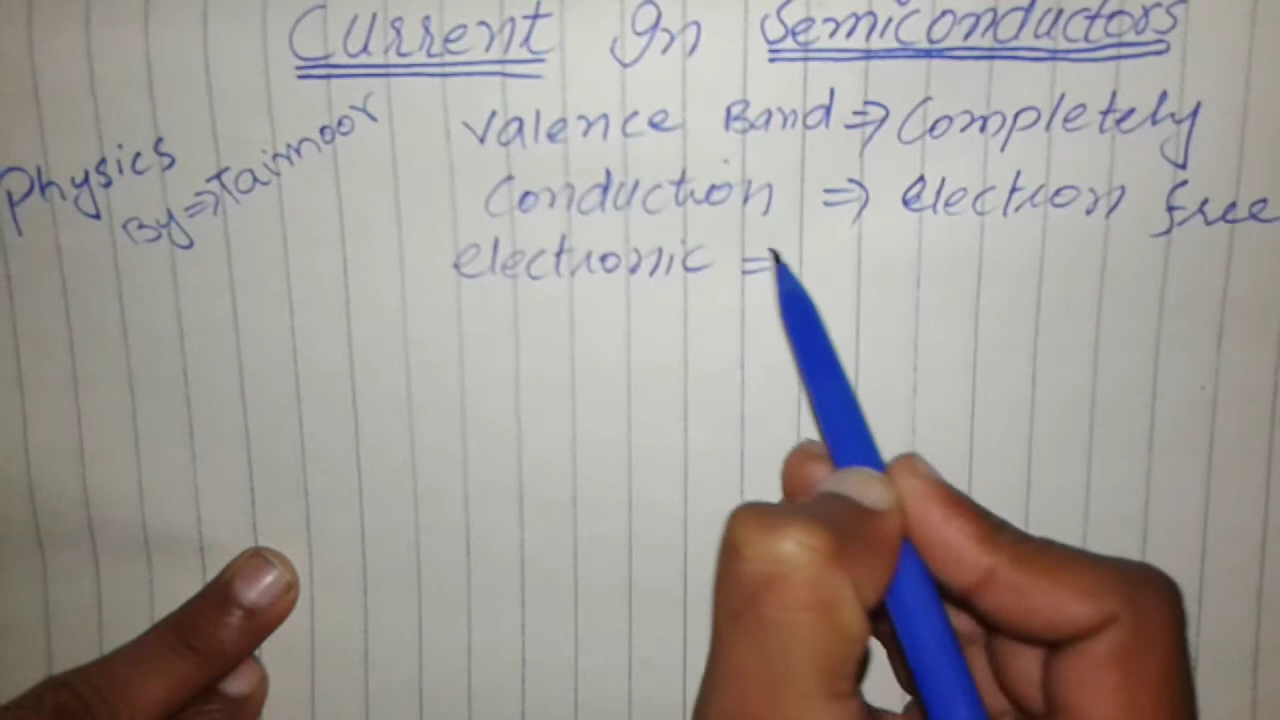 Current In Semiconductors
Physics
By => Taimoor
Valence Band => Completely
Conduction => electron free
electronic =>